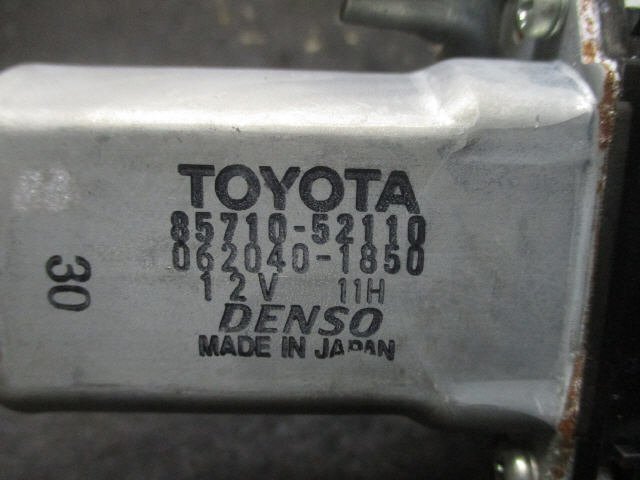 TOYOTA
85710-52110
062040-1850
12V 11H
DENSO
MADE IN JAPAN
30